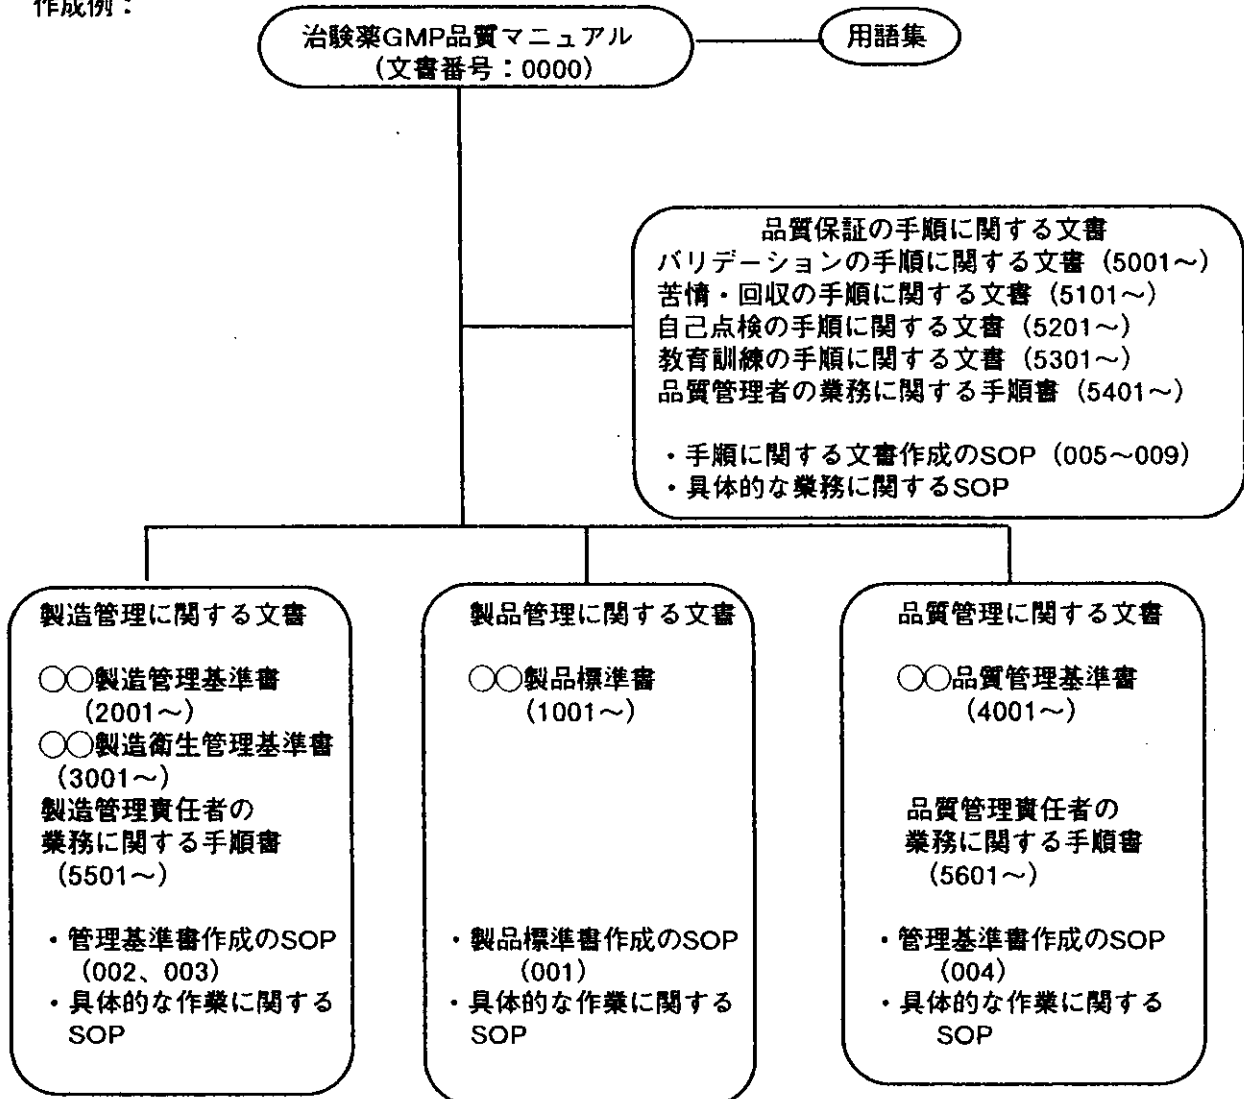 作成例：
治験薬GMP品質マニュアル
（文書番号：0000）
用語集
品質保証の手順に関する文書
バリデーションの手順に関する文書（5001～）
苦情・回収の手順に関する文書（5101～）
自己点検の手順に関する文書（5201～）
教育訓練の手順に関する文書（5301～）
品質管理者の業務に関する手順書（5401～）
・手順に関する文書作成のSOP（005～009）
・具体的な業務に関するSOP
製造管理に関する文書
○○製造管理基準書
（2001～）
○○製造衛生管理基準書
（3001～）
製造管理責任者の
業務に関する手順書
（5501～）
・管理基準書作成のSOP
（002、003）
・具体的な作業に関する
SOP
製品管理に関する文書
○○製品標準書
（1001～）
・製品標準書作成のSOP
（001）
・具体的な作業に関する
SOP
品質管理に関する文書
○○品質管理基準書
（4001～）
品質管理責任者の
業務に関する手順書
（5601～）
・管理基準書作成のSOP
（004）
・具体的な作業に関する
SOP